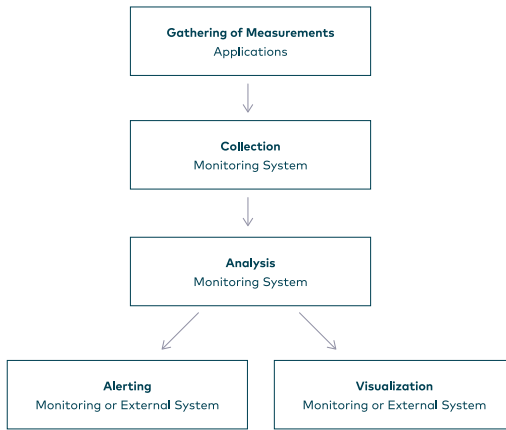 Gathering of Measurements
Applications
Collection
Monitoring System
Analysis
Monitoring System
Alerting
Monitoring or External System
Visualization
Monitoring or External System